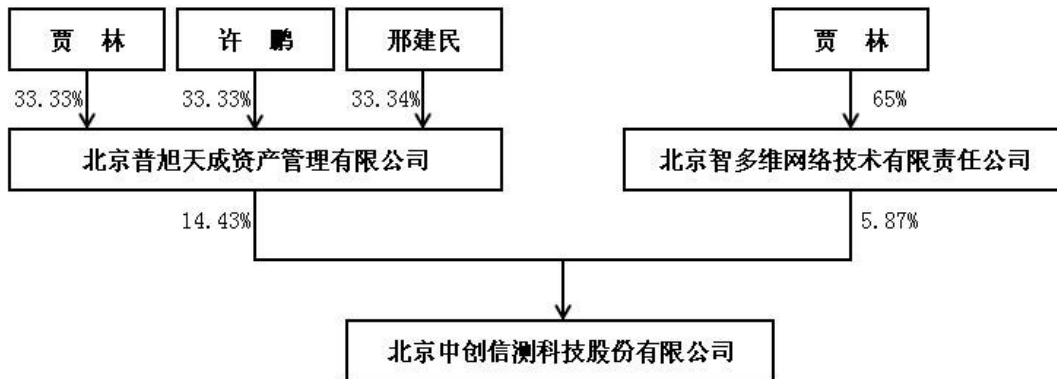 贾 林
许 鹏
邢建民
贾 林
33.33%
33.33%
33.34%
65%
北京普旭天成资产管理有限公司
北京智多维网络技术有限责任公司
14.43%
5.87%
北京中创信测科技股份有限公司